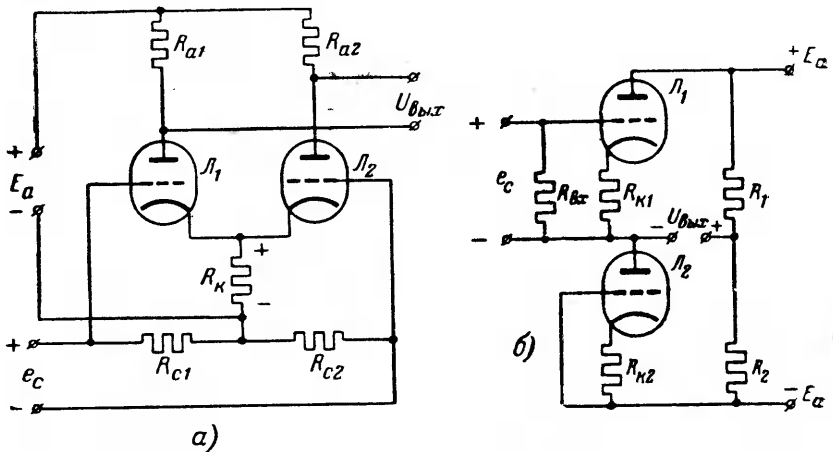 R_a1
R_a2
U_вых
Л_1
Л_2
+
E_a
-
R_к
+
-
+
e_c
-
R_c1
R_c2
а)
+ E_a
Л_1
+
e_c
-
R_вх
R_к1
R_1
- U_вых +
Л_2
R_к2
R_2
- E_a
б)